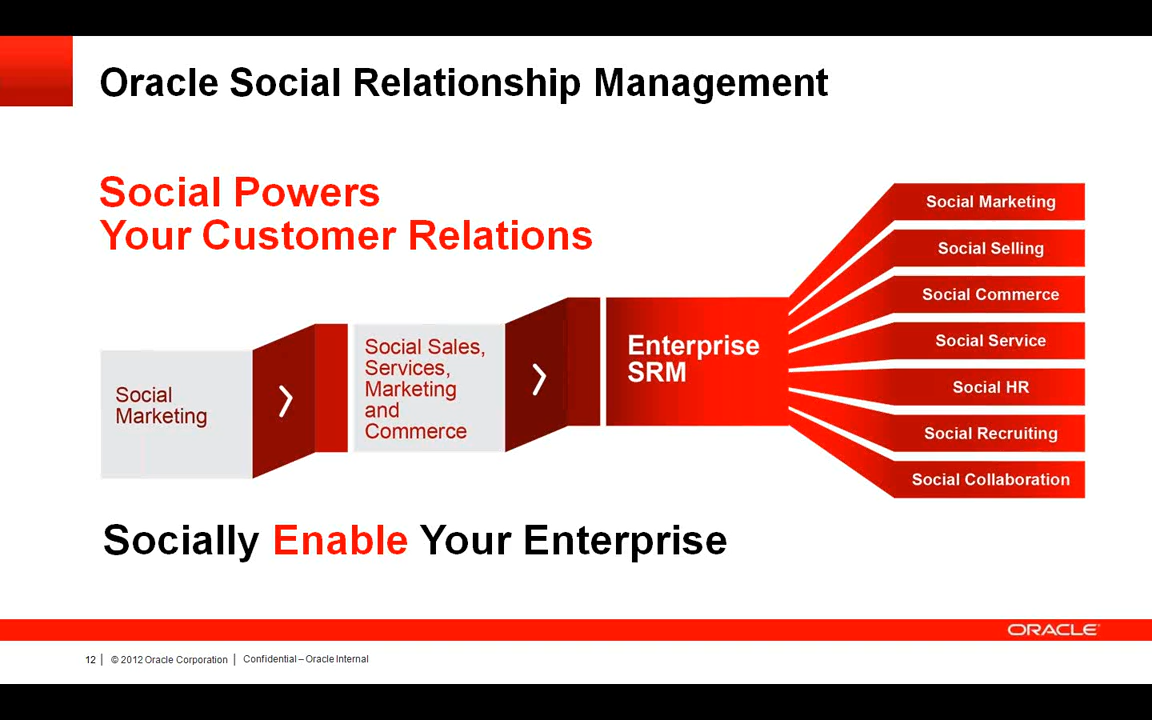 Oracle Social Relationship Management
Social Powers
Your Customer Relations
Social
Marketing
Social Sales,
Services,
Marketing
and
Commerce
Enterprise
SRM
Social Marketing
Social Selling
Social Commerce
Social Service
Social HR
Social Recruiting
Social Collaboration
Socially Enable Your Enterprise
ORACLE
12 | © 2012 Oracle Corporation | Confidential – Oracle Internal